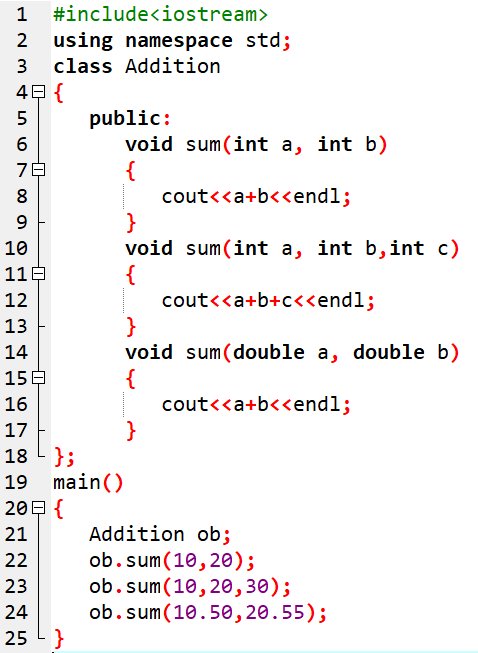 1 #include<iostream>
2 using namespace std;
3 class Addition
4 {
5 public:
6 void sum(int a, int b)
7 {
8 cout<<a+b<<endl;
9 }
10 void sum(int a, int b,int c)
11 {
12 cout<<a+b+c<<endl;
13 }
14 void sum(double a, double b)
15 {
16 cout<<a+b<<endl;
17 }
18 };
19 main()
20 {
21 Addition ob;
22 ob.sum(10,20);
23 ob.sum(10,20,30);
24 ob.sum(10.50,20.55);
25 }